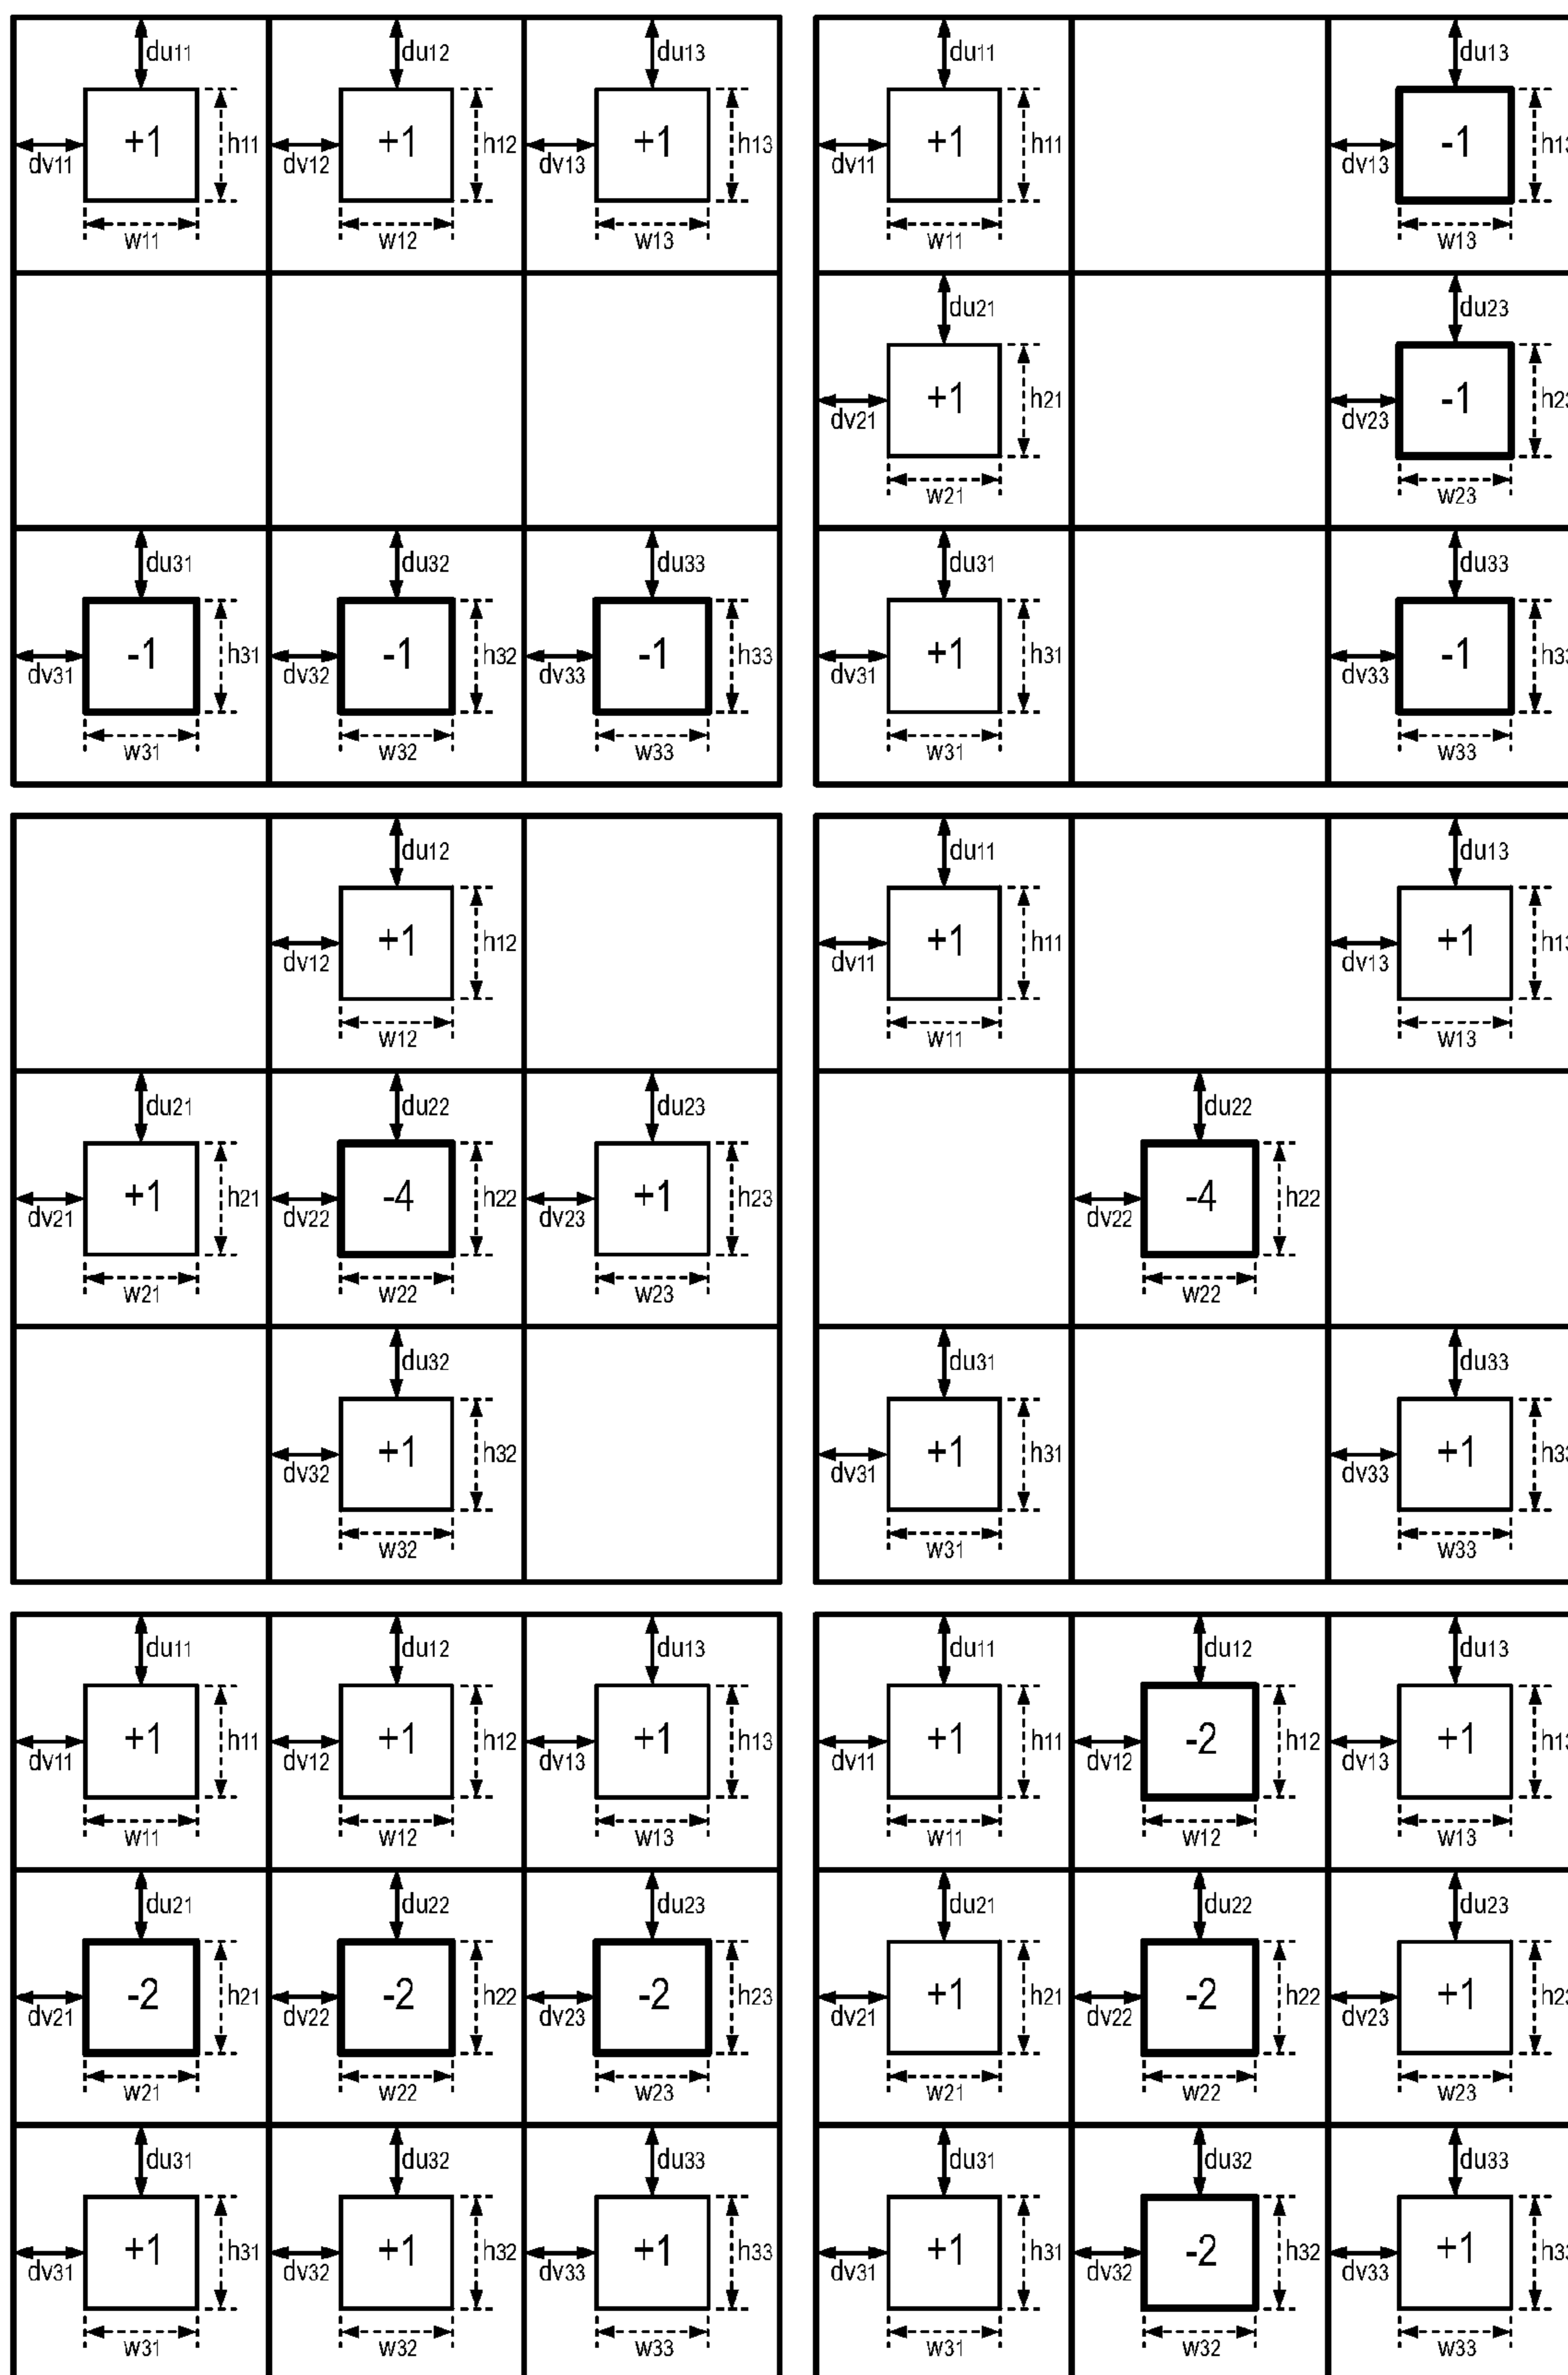 du11 du12 du13
+1 h11 +1 h12 +1 h13
dv11 dv12 dv13
w11 w12 w13
du31 du32 du33
-1 h31 -1 h32 -1 h33
dv31 dv32 dv33
w31 w32 w33
du11 du13
+1 h11 -1
dv11 dv13
w11 w13
du21 du23
+1 h21 -1
dv21 dv23
w21 w23
du31 du33
+1 h31 -1
dv31 dv33
w31 w33
du12
+1 h12
dv12
w12
du21 du22 du23
+1 h21 -4 h22 +1 h23
dv21 dv22 dv23
w21 w22 w23
du32
+1 h32
dv32
w32
du11 du13
+1 h11 +1
dv11 dv13
w11 w13
du22
-4 h22
dv22
w22
du31 du33
+1 h31 +1
dv31 dv33
w31 w33
du11 du12 du13
+1 h11 +1 h12 +1 h13
dv11 dv12 dv13
w11 w12 w13
du21 du22 du23
-2 h21 -2 h22 -2 h23
dv21 dv22 dv23
w21 w22 w23
du31 du32 du33
+1 h31 +1 h32 +1 h33
dv31 dv32 dv33
w31 w32 w33
du11 du12 du13
+1 h11 -2 h12 +1
dv11 dv12 dv13
w11 w12 w13
du21 du22 du23
+1 h21 -2 h22 +1
dv21 dv22 dv23
w21 w22 w23
du31 du32 du33
+1 h31 -2 h32 +1
dv31 dv32 dv33
w31 w32 w33